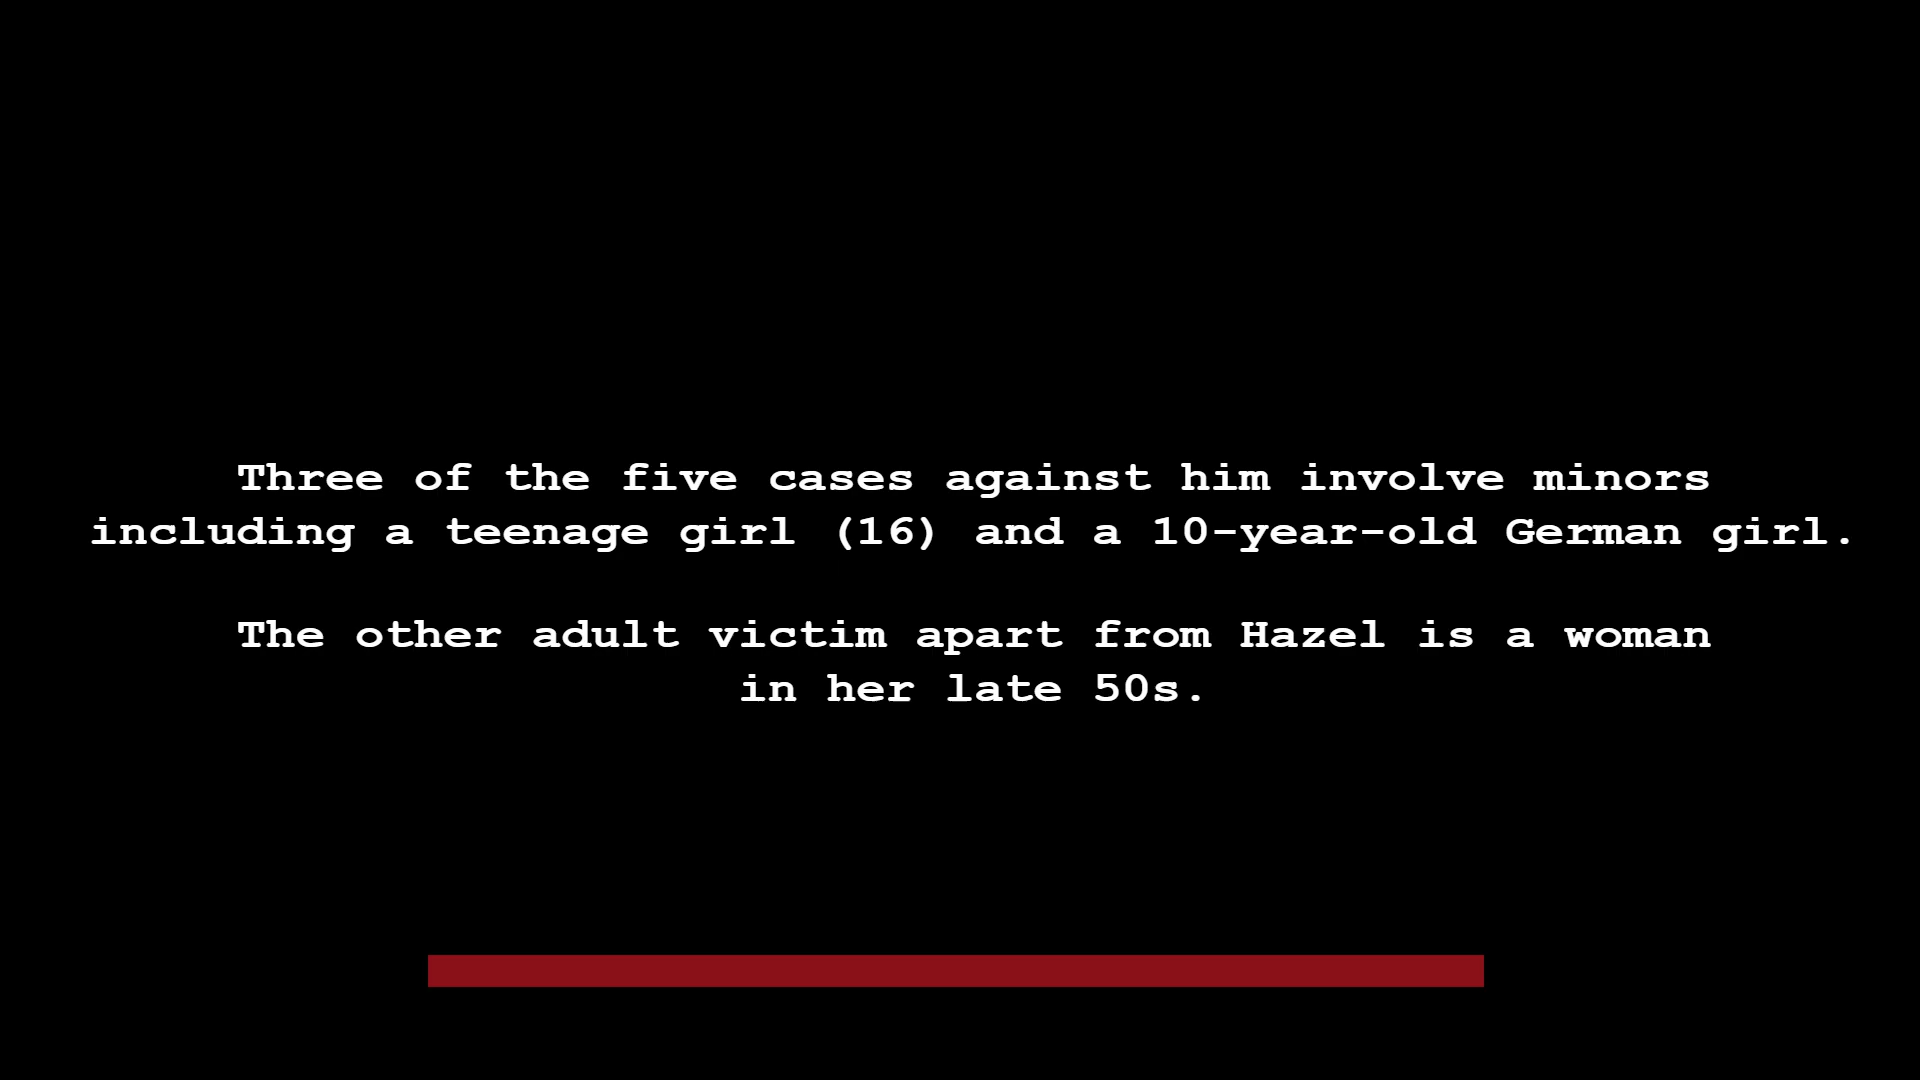 Three of the five cases against him involve minors
including a teenage girl (16) and a 10-year-old German girl.
The other adult victim apart from Hazel is a woman
in her late 50s.